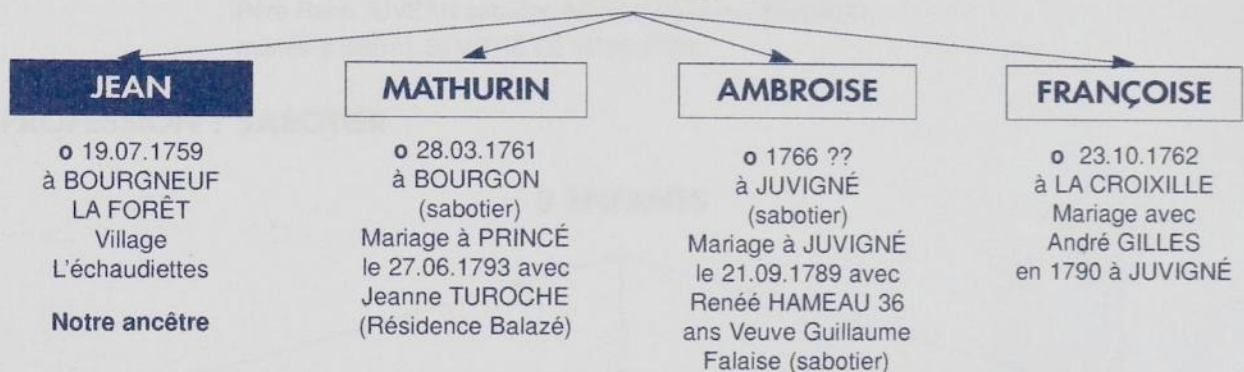 JEAN
o 19.07.1759
à BOURGNEUF
LA FORÊT
Village
L'échaudiettes
Notre ancêtre
MATHURIN
o 28.03.1761
à BOURGON
(sabotier)
Mariage à PRINCÉ
le 27.06.1793 avec
Jeanne TUROCHE
(Résidence Balazé)
AMBROISE
o 1766 ??
à JUVIGNÉ
(sabotier)
Mariage à JUVIGNÉ
le 21.09.1789 avec
Renéé HAMEAU 36
ans Veuve Guillaume
Falaise (sabotier)
FRANÇOISE
o 23.10.1762
à LA CROIXILLE
Mariage avec
André GILLES
en 1790 à JUVIGNÉ